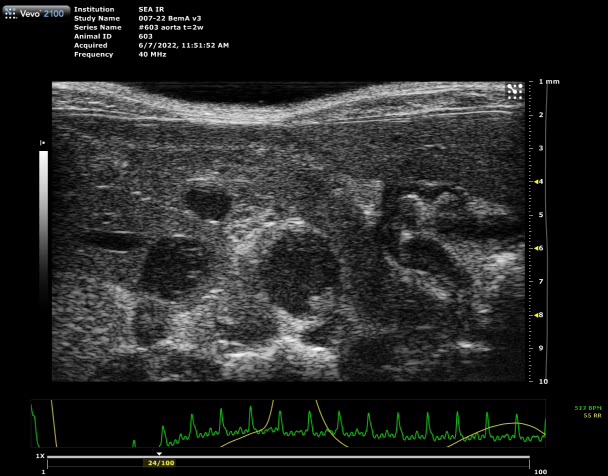 Vevo 2100
Institution SEA IR
Study Name 007-22 BemA v3
Series Name #603 aorta t=2w
Animal ID 603
Acquired 6/7/2022, 11:51:52 AM
Frequency 40 MHz
1 mm
2
3
4
5
6
7
8
9
10
55 RR
1X
24/100
1
100